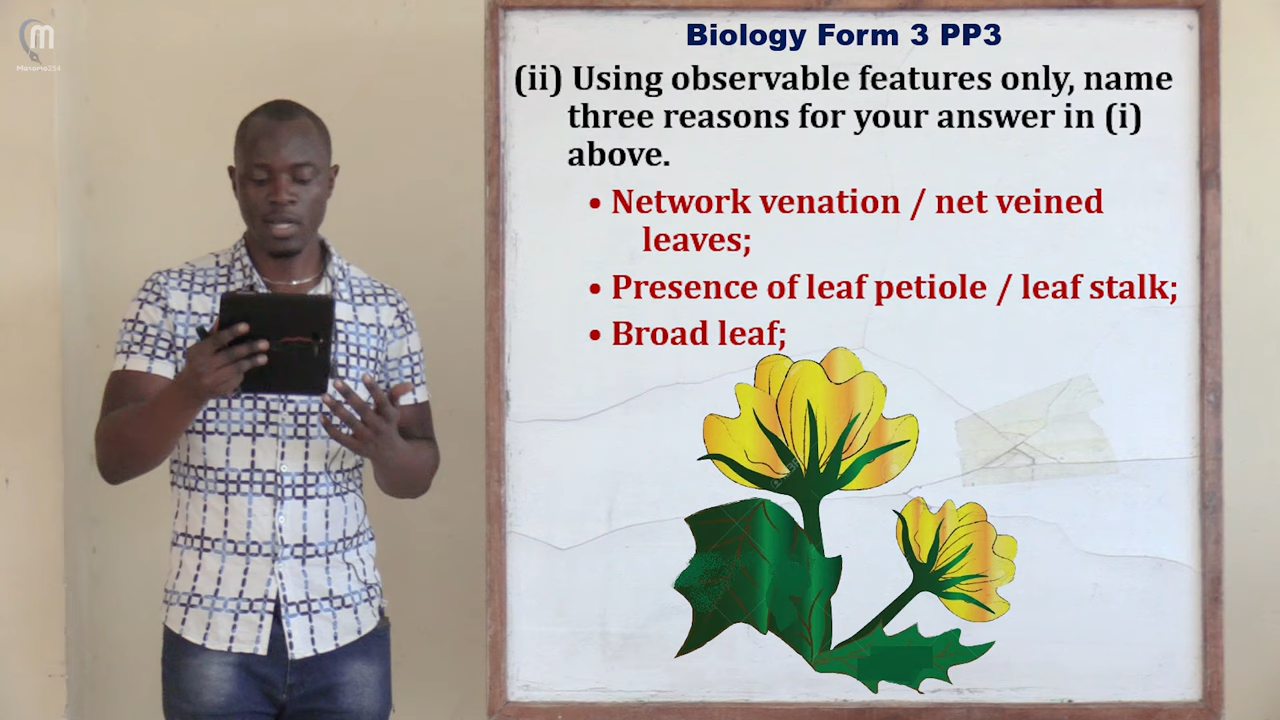 Biology Form 3 PP3
(ii) Using observable features only, name
three reasons for your answer in (i)
above.
• Network venation / net veined
leaves;
• Presence of leaf petiole / leaf stalk;
• Broad leaf;
m